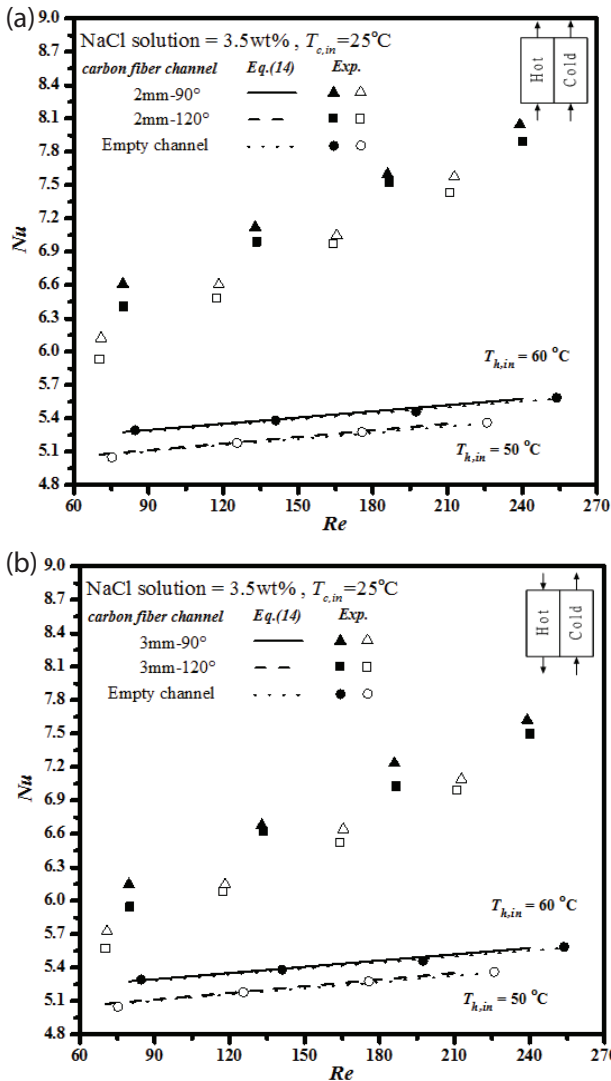 (a)
NaCl solution = 3.5wt% , T_c,in=25°C
carbon fiber channel Eq.(14) Exp.
2mm-90°
2mm-120°
Empty channel
Hot Cold
T_h,in = 60 °C
T_h,in = 50 °C
Nu
9.0
8.7
8.4
8.1
7.8
7.5
7.2
6.9
6.6
6.3
6.0
5.7
5.4
5.1
4.8
60 90 120 150 180 210 240 270
Re
(b)
NaCl solution = 3.5wt% , T_c,in=25°C
carbon fiber channel Eq.(14) Exp.
3mm-90°
3mm-120°
Empty channel
Hot Cold
T_h,in = 60 °C
T_h,in = 50 °C
Nu
9.0
8.7
8.4
8.1
7.8
7.5
7.2
6.9
6.6
6.3
6.0
5.7
5.4
5.1
4.8
60 90 120 150 180 210 240 270
Re